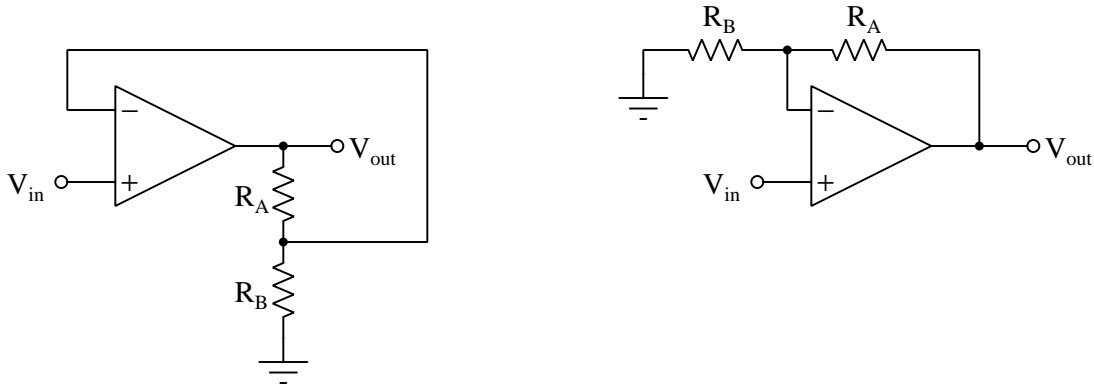 −
+
V_in
V_out
R_A
R_B
R_B
R_A
−
+
V_in
V_out